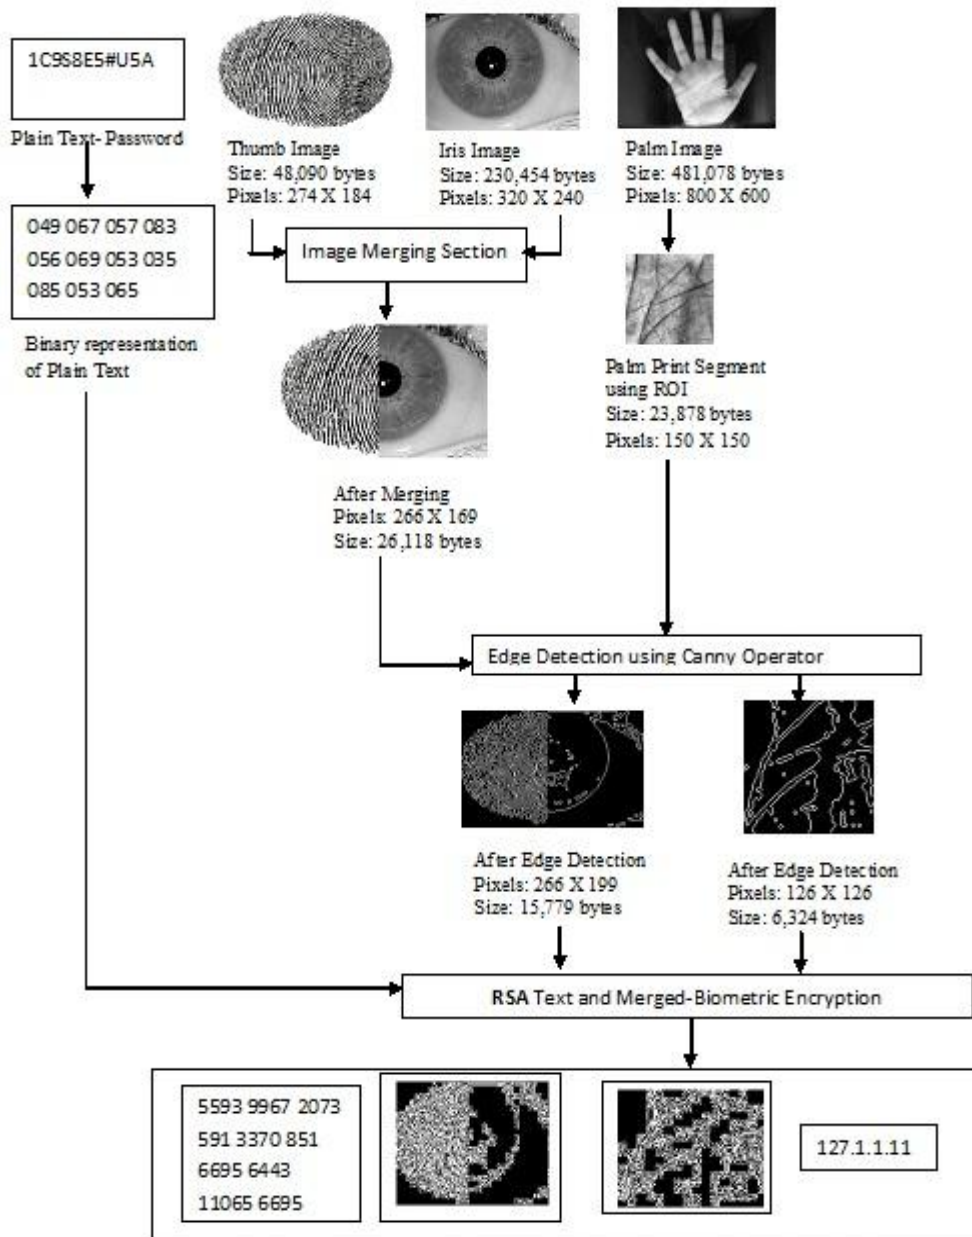 1C9S8E5#U5A
Plain Text- Password
Thumb Image
Size: 48,090 bytes
Pixels: 274 X 184
Iris Image
Size: 230,454 bytes
Pixels: 320 X 240
Palm Image
Size: 481,078 bytes
Pixels: 800 X 600
049 067 057 083
056 069 053 035
085 053 065
Binary representation
of Plain Text
Image Merging Section
Palm Print Segment
using ROI
Size: 23,878 bytes
Pixels: 150 X 150
After Merging
Pixels: 266 X 169
Size: 26,118 bytes
Edge Detection using Canny Operator
After Edge Detection
Pixels: 266 X 199
Size: 15,779 bytes
After Edge Detection
Pixels: 126 X 126
Size: 6,324 bytes
RSA Text and Merged-Biometric Encryption
5593 9967 2073
591 3370 851
6695 6443
11065 6695
127.1.1.11